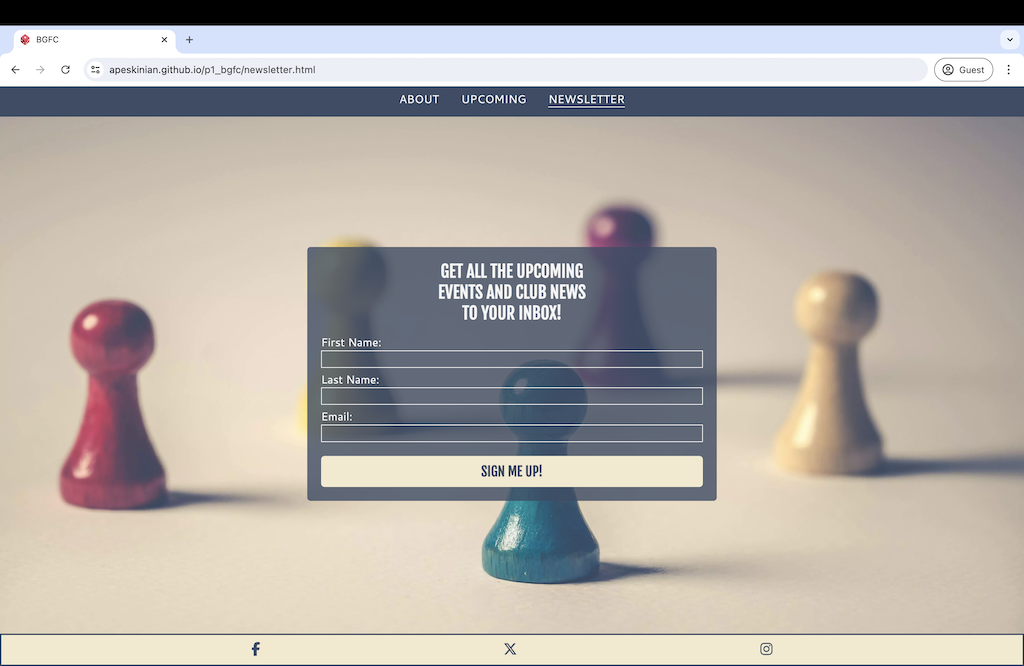 BGFC
apeskinian.github.io/p1_bgfc/newsletter.html
Guest
ABOUT UPCOMING NEWSLETTER
GET ALL THE UPCOMING
EVENTS AND CLUB NEWS
TO YOUR INBOX!
First Name:
Last Name:
Email:
SIGN ME UP!